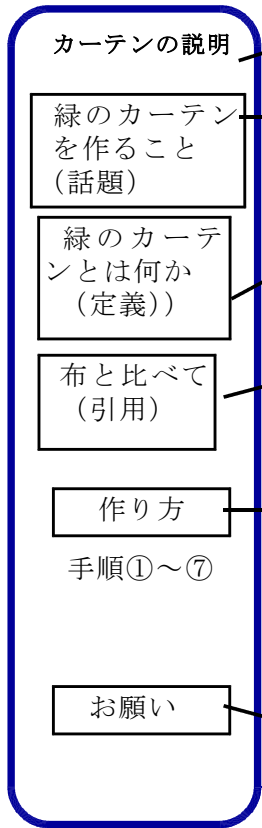 カーテンの説明
緑のカーテン
を作ること
（話題）
緑のカーテ
ンとは何か
（定義））
布と比べて
（引用）
作り方
手順①～⑦
お願い